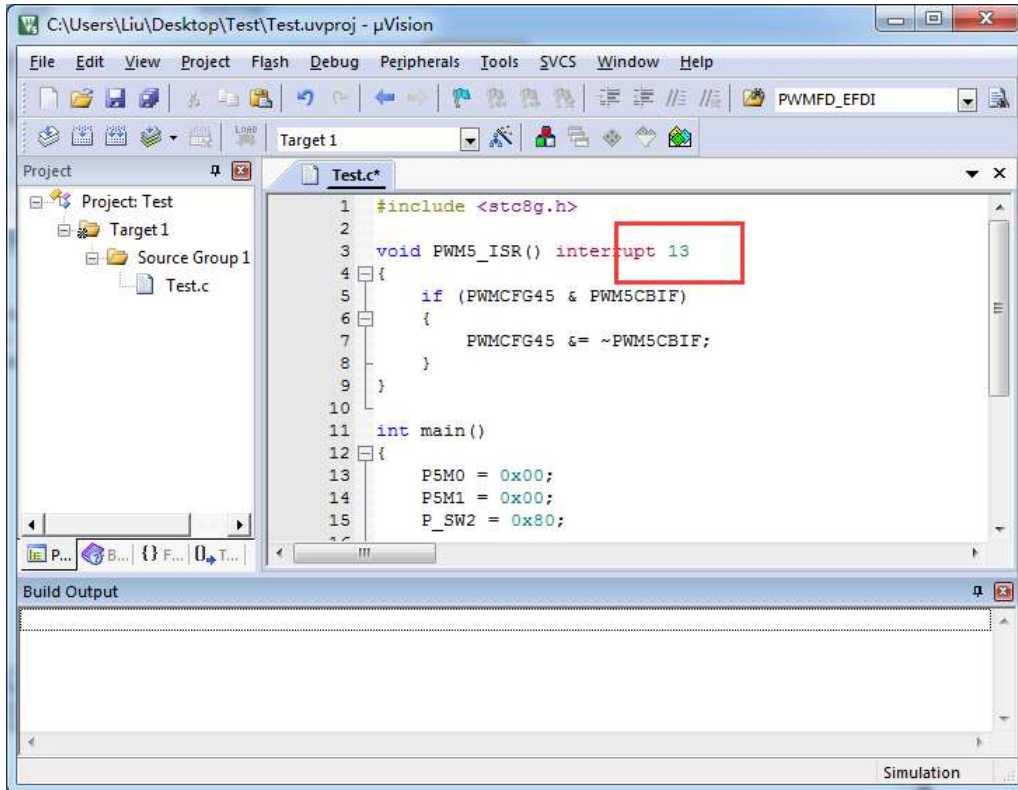 C:\Users\Liu\Desktop\Test\Test.uvproj - µVision
File Edit View Project Flash Debug Peripherals Tools SVCS Window Help
PWMFD_EFDI
LOAD Target 1
Project
Test.c*
Project: Test
Target 1
Source Group 1
Test.c
1 #include <stc8g.h>
2
3 void PWM5_ISR() interrupt 13
4 {
5 if (PWMCFG45 & PWM5CBIF)
6 {
7 PWMCFG45 &= ~PWM5CBIF;
8 }
9 }
10
11 int main()
12 {
13 P5M0 = 0x00;
14 P5M1 = 0x00;
15 P_SW2 = 0x80;
P... B... {} F... 0 T...
Build Output
Simulation